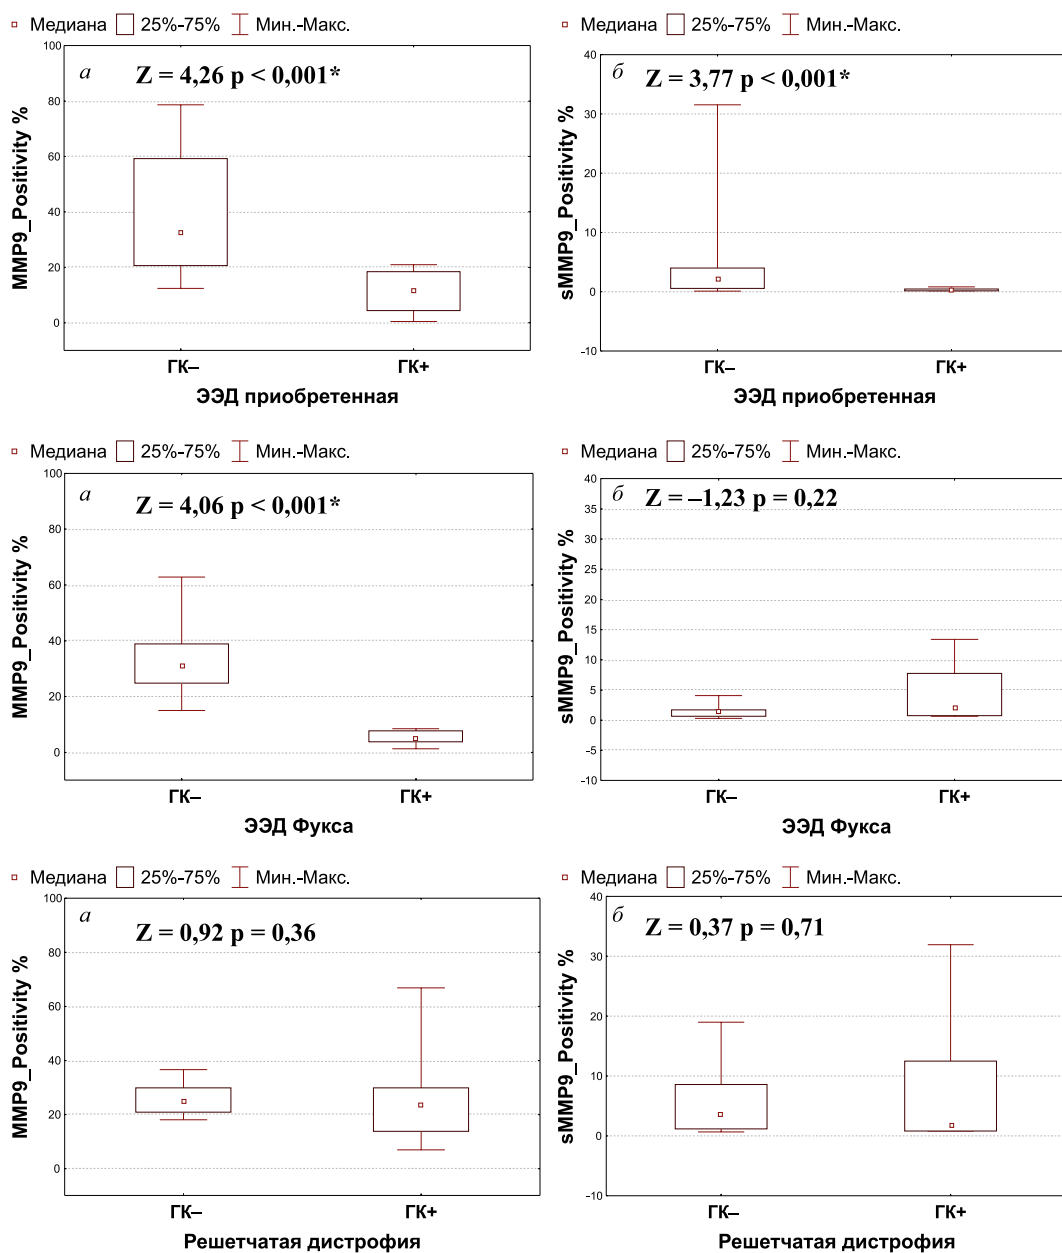 Медиана 25%-75% Мин.-Макс.
а Z = 4,26 p < 0,001*
MMP9_Positivity %
100
80
60
40
20
0
ГК– ГК+
ЭЭД приобретенная
Медиана 25%-75% Мин.-Макс.
б Z = 3,77 p < 0,001*
sMMP9_Positivity %
40
30
20
10
0
–10
ГК– ГК+
ЭЭД приобретенная
Медиана 25%-75% Мин.-Макс.
а Z = 4,06 p < 0,001*
MMP9_Positivity %
100
80
60
40
20
0
ГК– ГК+
ЭЭД Фукса
Медиана 25%-75% Мин.-Макс.
б Z = –1,23 p = 0,22
sMMP9_Positivity %
40
35
30
25
20
15
10
5
0
–5
–10
ГК– ГК+
ЭЭД Фукса
Медиана 25%-75% Мин.-Макс.
а Z = 0,92 p = 0,36
MMP9_Positivity %
100
80
60
40
20
0
ГК– ГК+
Решетчатая дистрофия
Медиана 25%-75% Мин.-Макс.
б Z = 0,37 p = 0,71
sMMP9_Positivity %
40
30
20
10
0
–10
ГК– ГК+
Решетчатая дистрофия